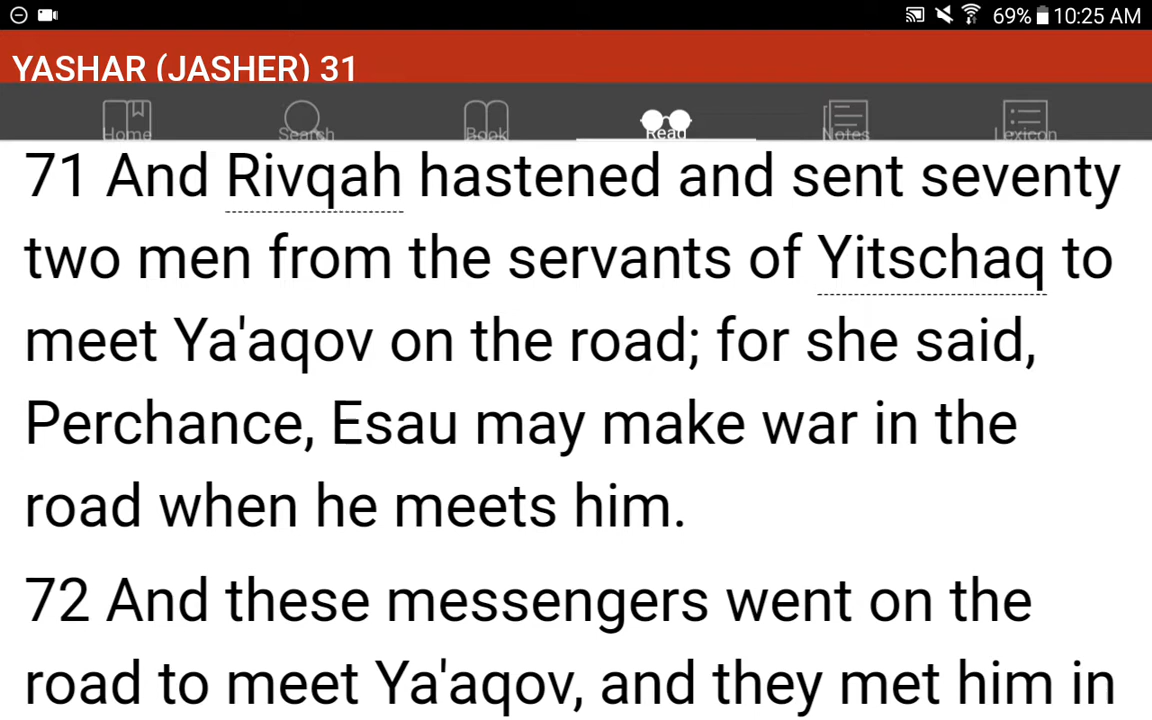 69% 10:25 AM
YASHAR (JASHER) 31
Home Search Book Read Notes Lexicon
71 And Rivqah hastened and sent seventy
two men from the servants of Yitschaq to
meet Ya'aqov on the road; for she said,
Perchance, Esau may make war in the
road when he meets him.
72 And these messengers went on the
road to meet Ya'aqov, and they met him in